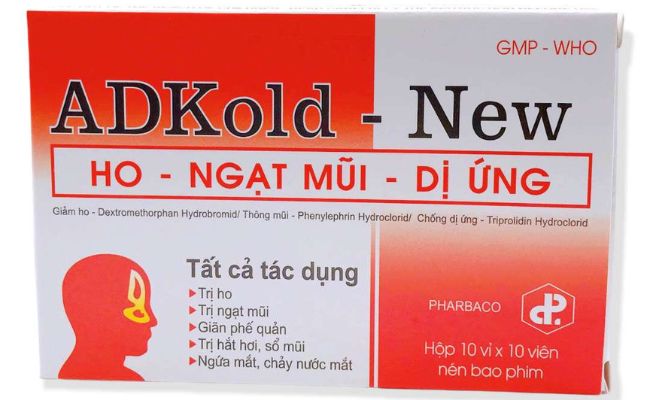 GMP - WHO
ADKold - New
HO - NGẠT MŨI - DỊ ỨNG
Giảm ho - Dextromethorphan Hydrobromid/ Thông mũi - Phenylephrin Hydroclorid/ Chống dị ứng - Triprolidin Hydroclorid
Tất cả tác dụng
Trị ho
Trị ngạt mũi
Giãn phế quản
Trị hắt hơi, sổ mũi
Ngứa mắt, chảy nước mắt
PHARBACO
Hộp 10 vỉ x 10 viên
nén bao phim